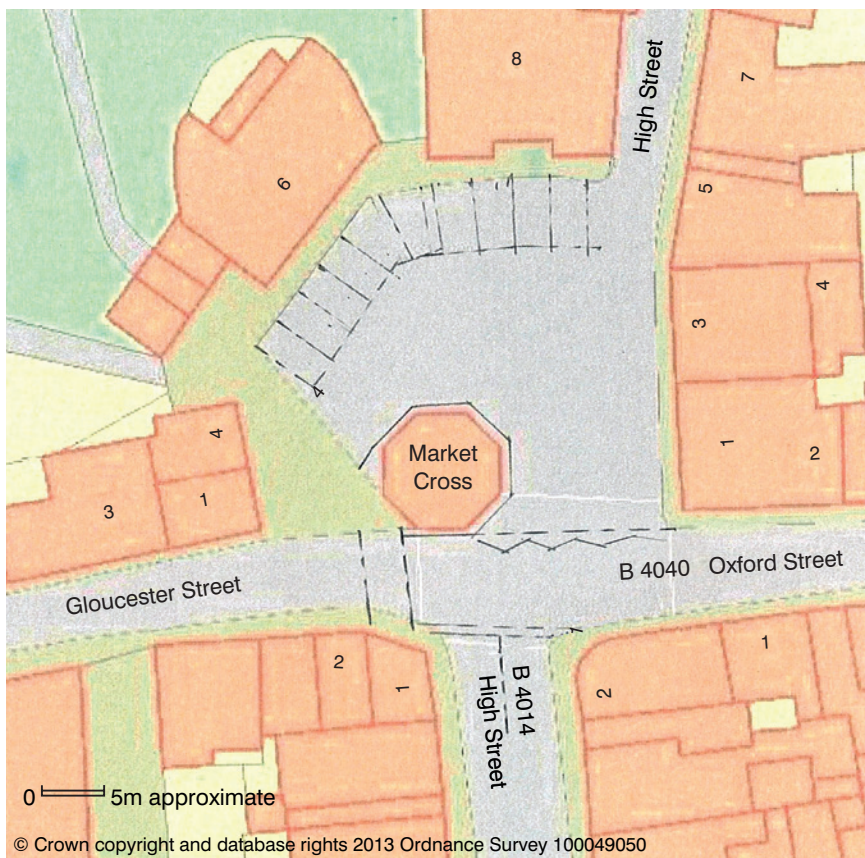 8
High Street
7
6
5
4
3
4
Market
Cross
4
1
2
3
1
B 4040 Oxford Street
Gloucester Street
2
1
B 4014
High Street
1
2
0 5m approximate
© Crown copyright and database rights 2013 Ordnance Survey 100049050